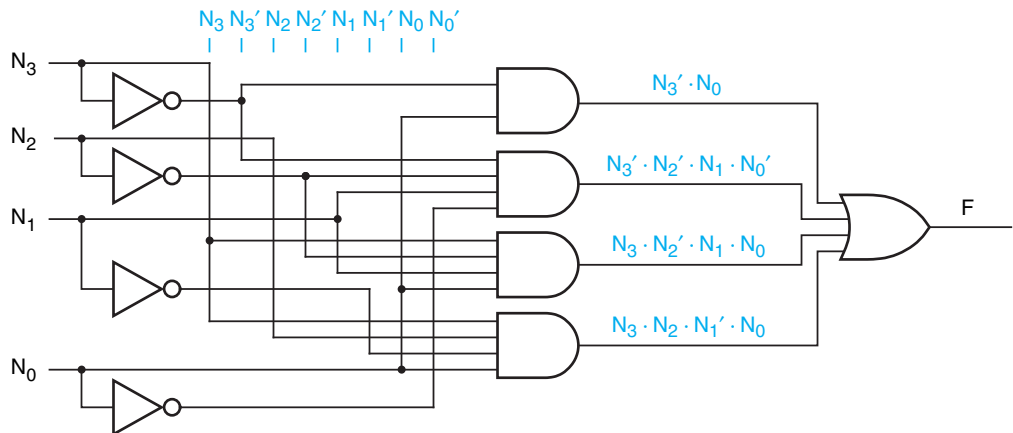 N₃ N₃′ N₂ N₂′ N₁ N₁′ N₀ N₀′
N₃
N₃′ · N₀
N₂
N₃′ · N₂′ · N₁ · N₀′
N₁
F
N₃ · N₂′ · N₁ · N₀
N₃ · N₂ · N₁′ · N₀
N₀